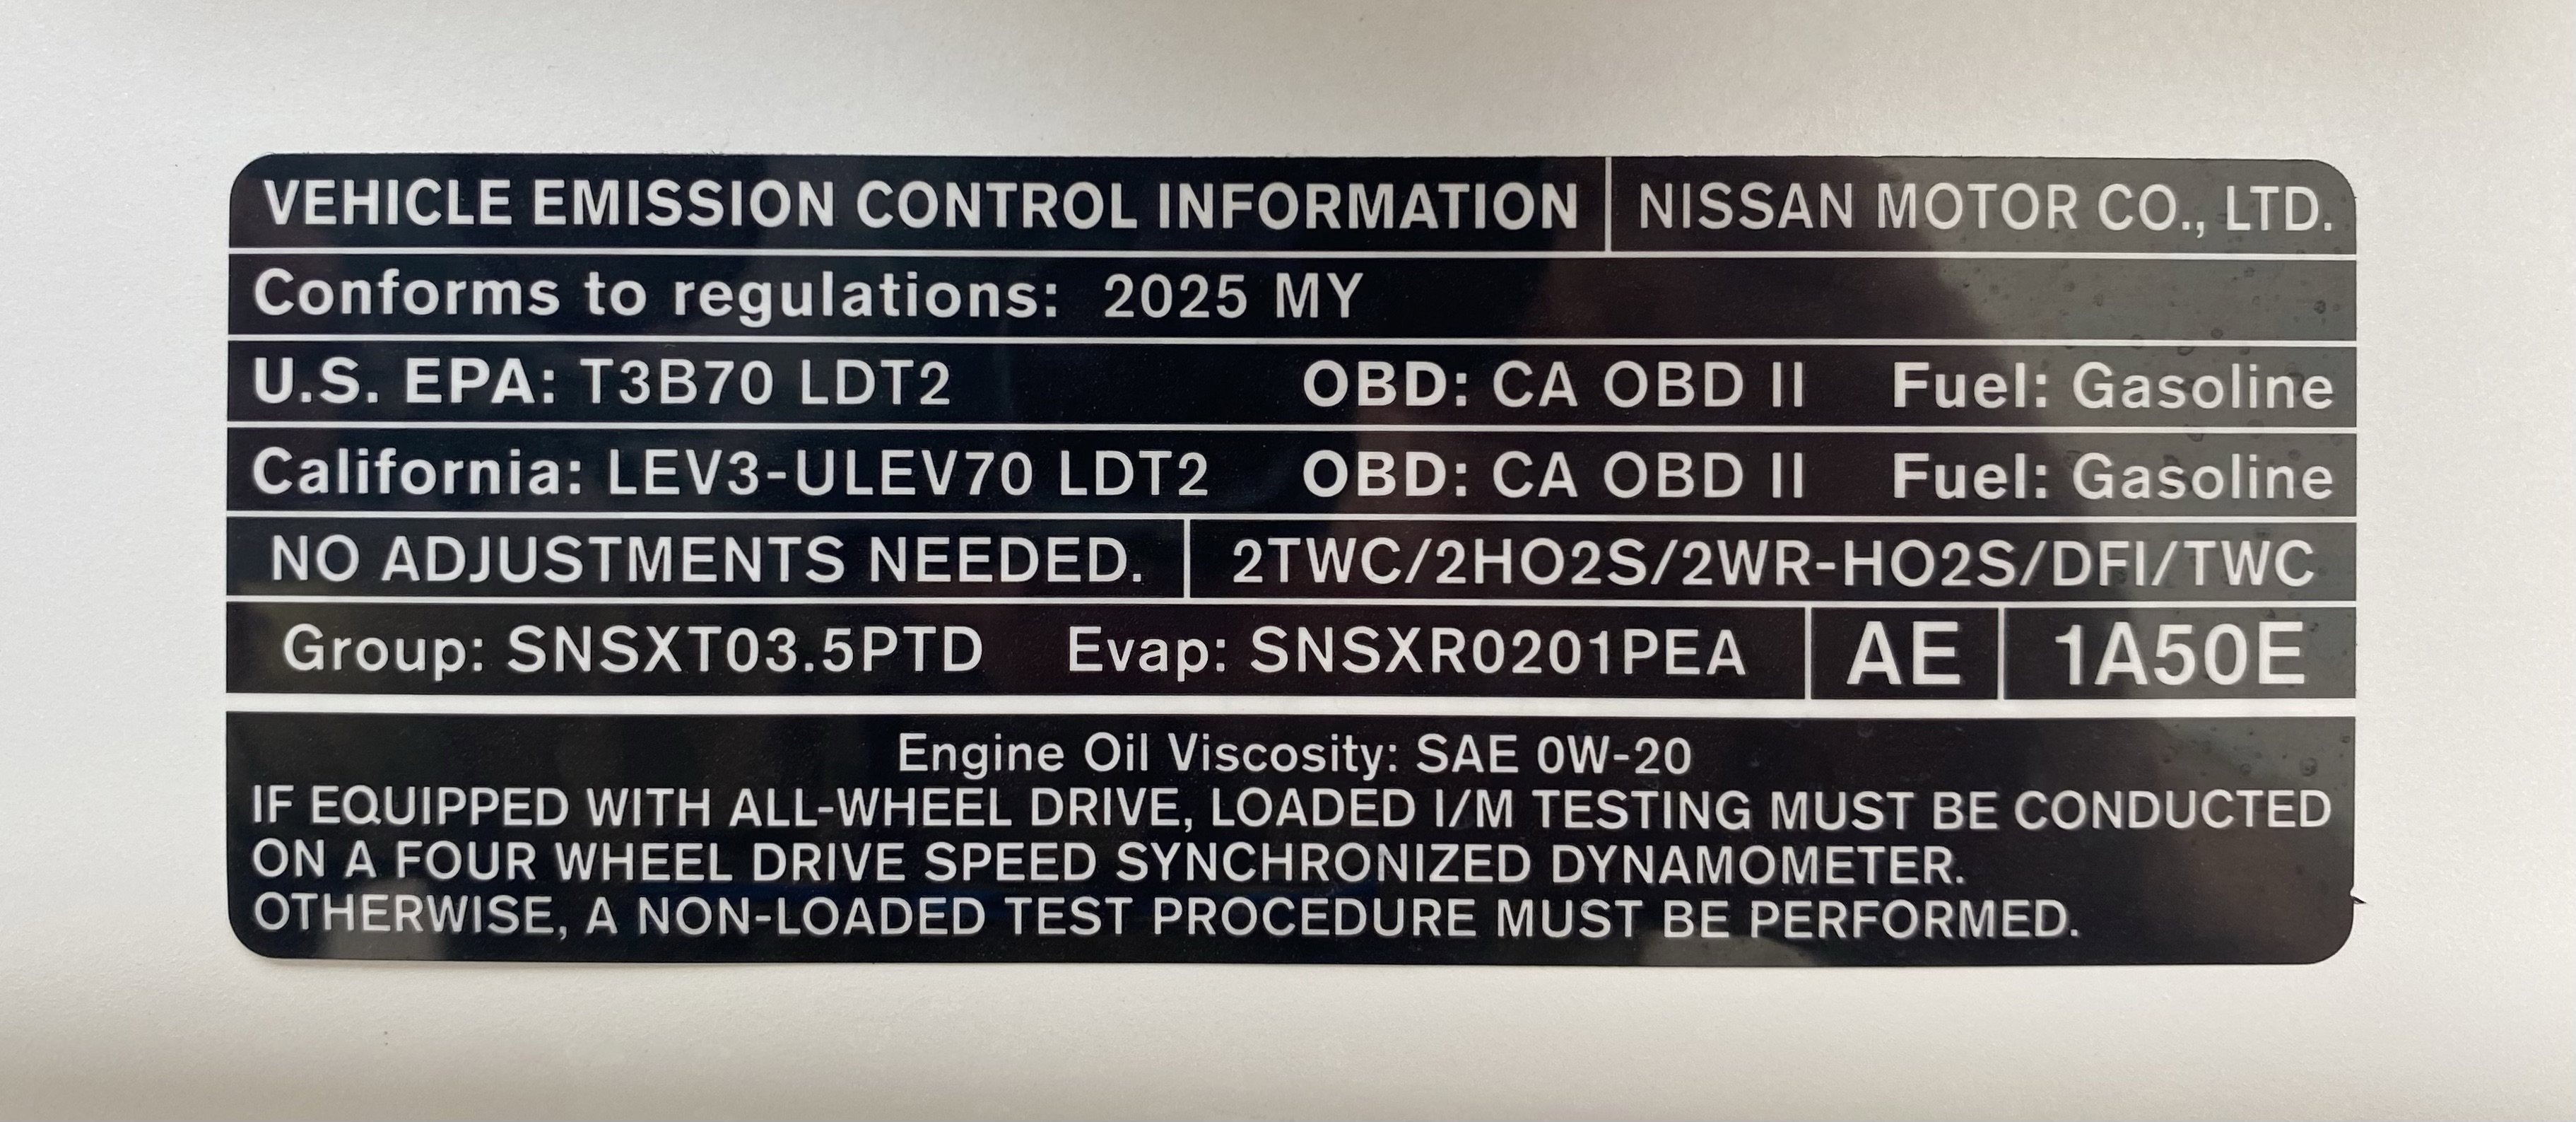 VEHICLE EMISSION CONTROL INFORMATION NISSAN MOTOR CO., LTD.
Conforms to regulations: 2025 MY
U.S. EPA: T3B70 LDT2 OBD: CA OBD II Fuel: Gasoline
California: LEV3-ULEV70 LDT2 OBD: CA OBD II Fuel: Gasoline
NO ADJUSTMENTS NEEDED. 2TWC/2HO2S/2WR-HO2S/DFI/TWC
Group: SNSXT03.5PTD Evap: SNSXR0201PEA AE 1A50E
Engine Oil Viscosity: SAE 0W-20
IF EQUIPPED WITH ALL-WHEEL DRIVE, LOADED I/M TESTING MUST BE CONDUCTED
ON A FOUR WHEEL DRIVE SPEED SYNCHRONIZED DYNAMOMETER.
OTHERWISE, A NON-LOADED TEST PROCEDURE MUST BE PERFORMED.